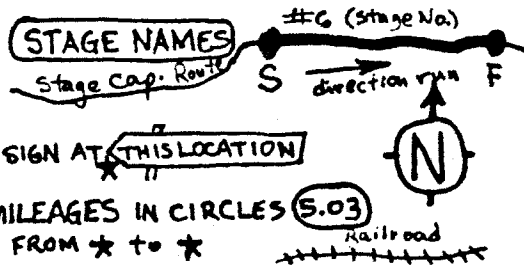 #6 (Stage No.)
STAGE NAMES
Stage Cap. Route
S F
direction run
SIGN AT THIS LOCATION
N
MILEAGES IN CIRCLES 5.03
FROM ★ to ★
Railroad